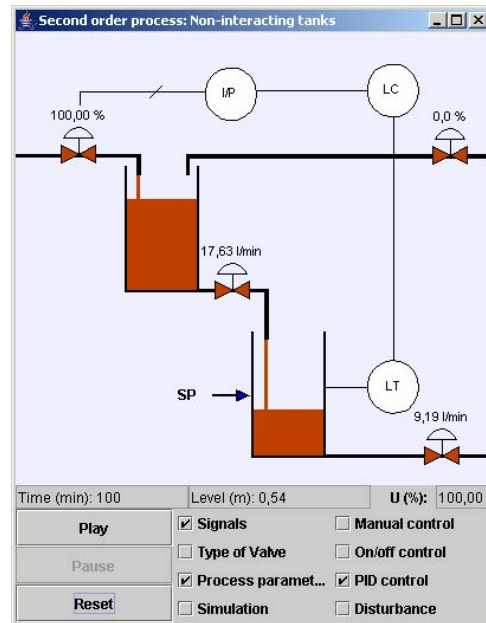 Second order process: Non-interacting tanks
I/P
LC
100,00 %
0,0 %
17,63 l/min
SP
LT
9,19 l/min
Time (min): 100 Level (m): 0,54 U (%): 100,00
Play Signals Manual control
Type of Valve On/off control
Pause
Process paramet... PID control
Reset Simulation Disturbance